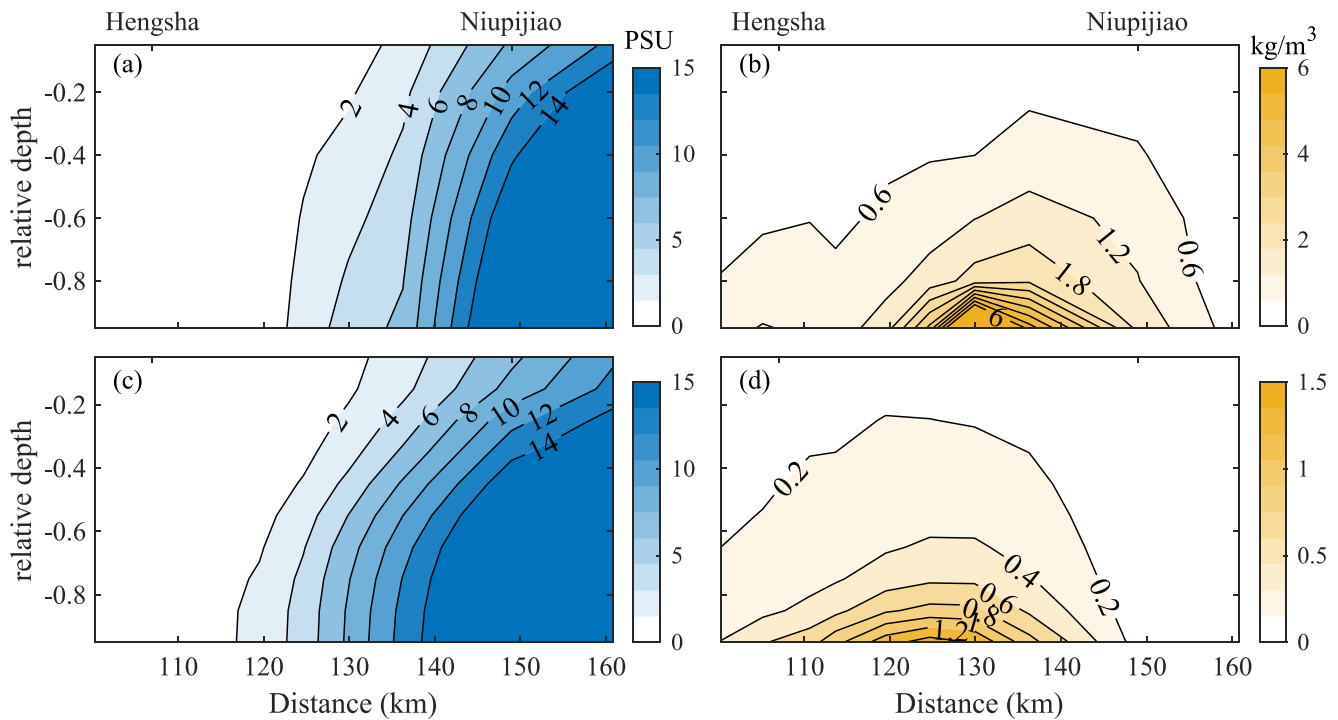 Hengsha Niupijiao PSU Hengsha Niupijiao kg/m³
(a) 2 4 6 8 10 12 14
-0.2 -0.4 -0.6 -0.8
relative depth
15 10 5 0
(b) 0.6 0.6 1.2 1.8 6
6 4 3 2 1 0
(c) 2 4 6 8 10 12 14
-0.2 -0.4 -0.6 -0.8
relative depth
15 10 5 0
110 120 130 140 150 160
Distance (km)
(d) 0.2 0.2 0.4 0.6 1.2
1.5 1 0.5 0
110 120 130 140 150 160
Distance (km)